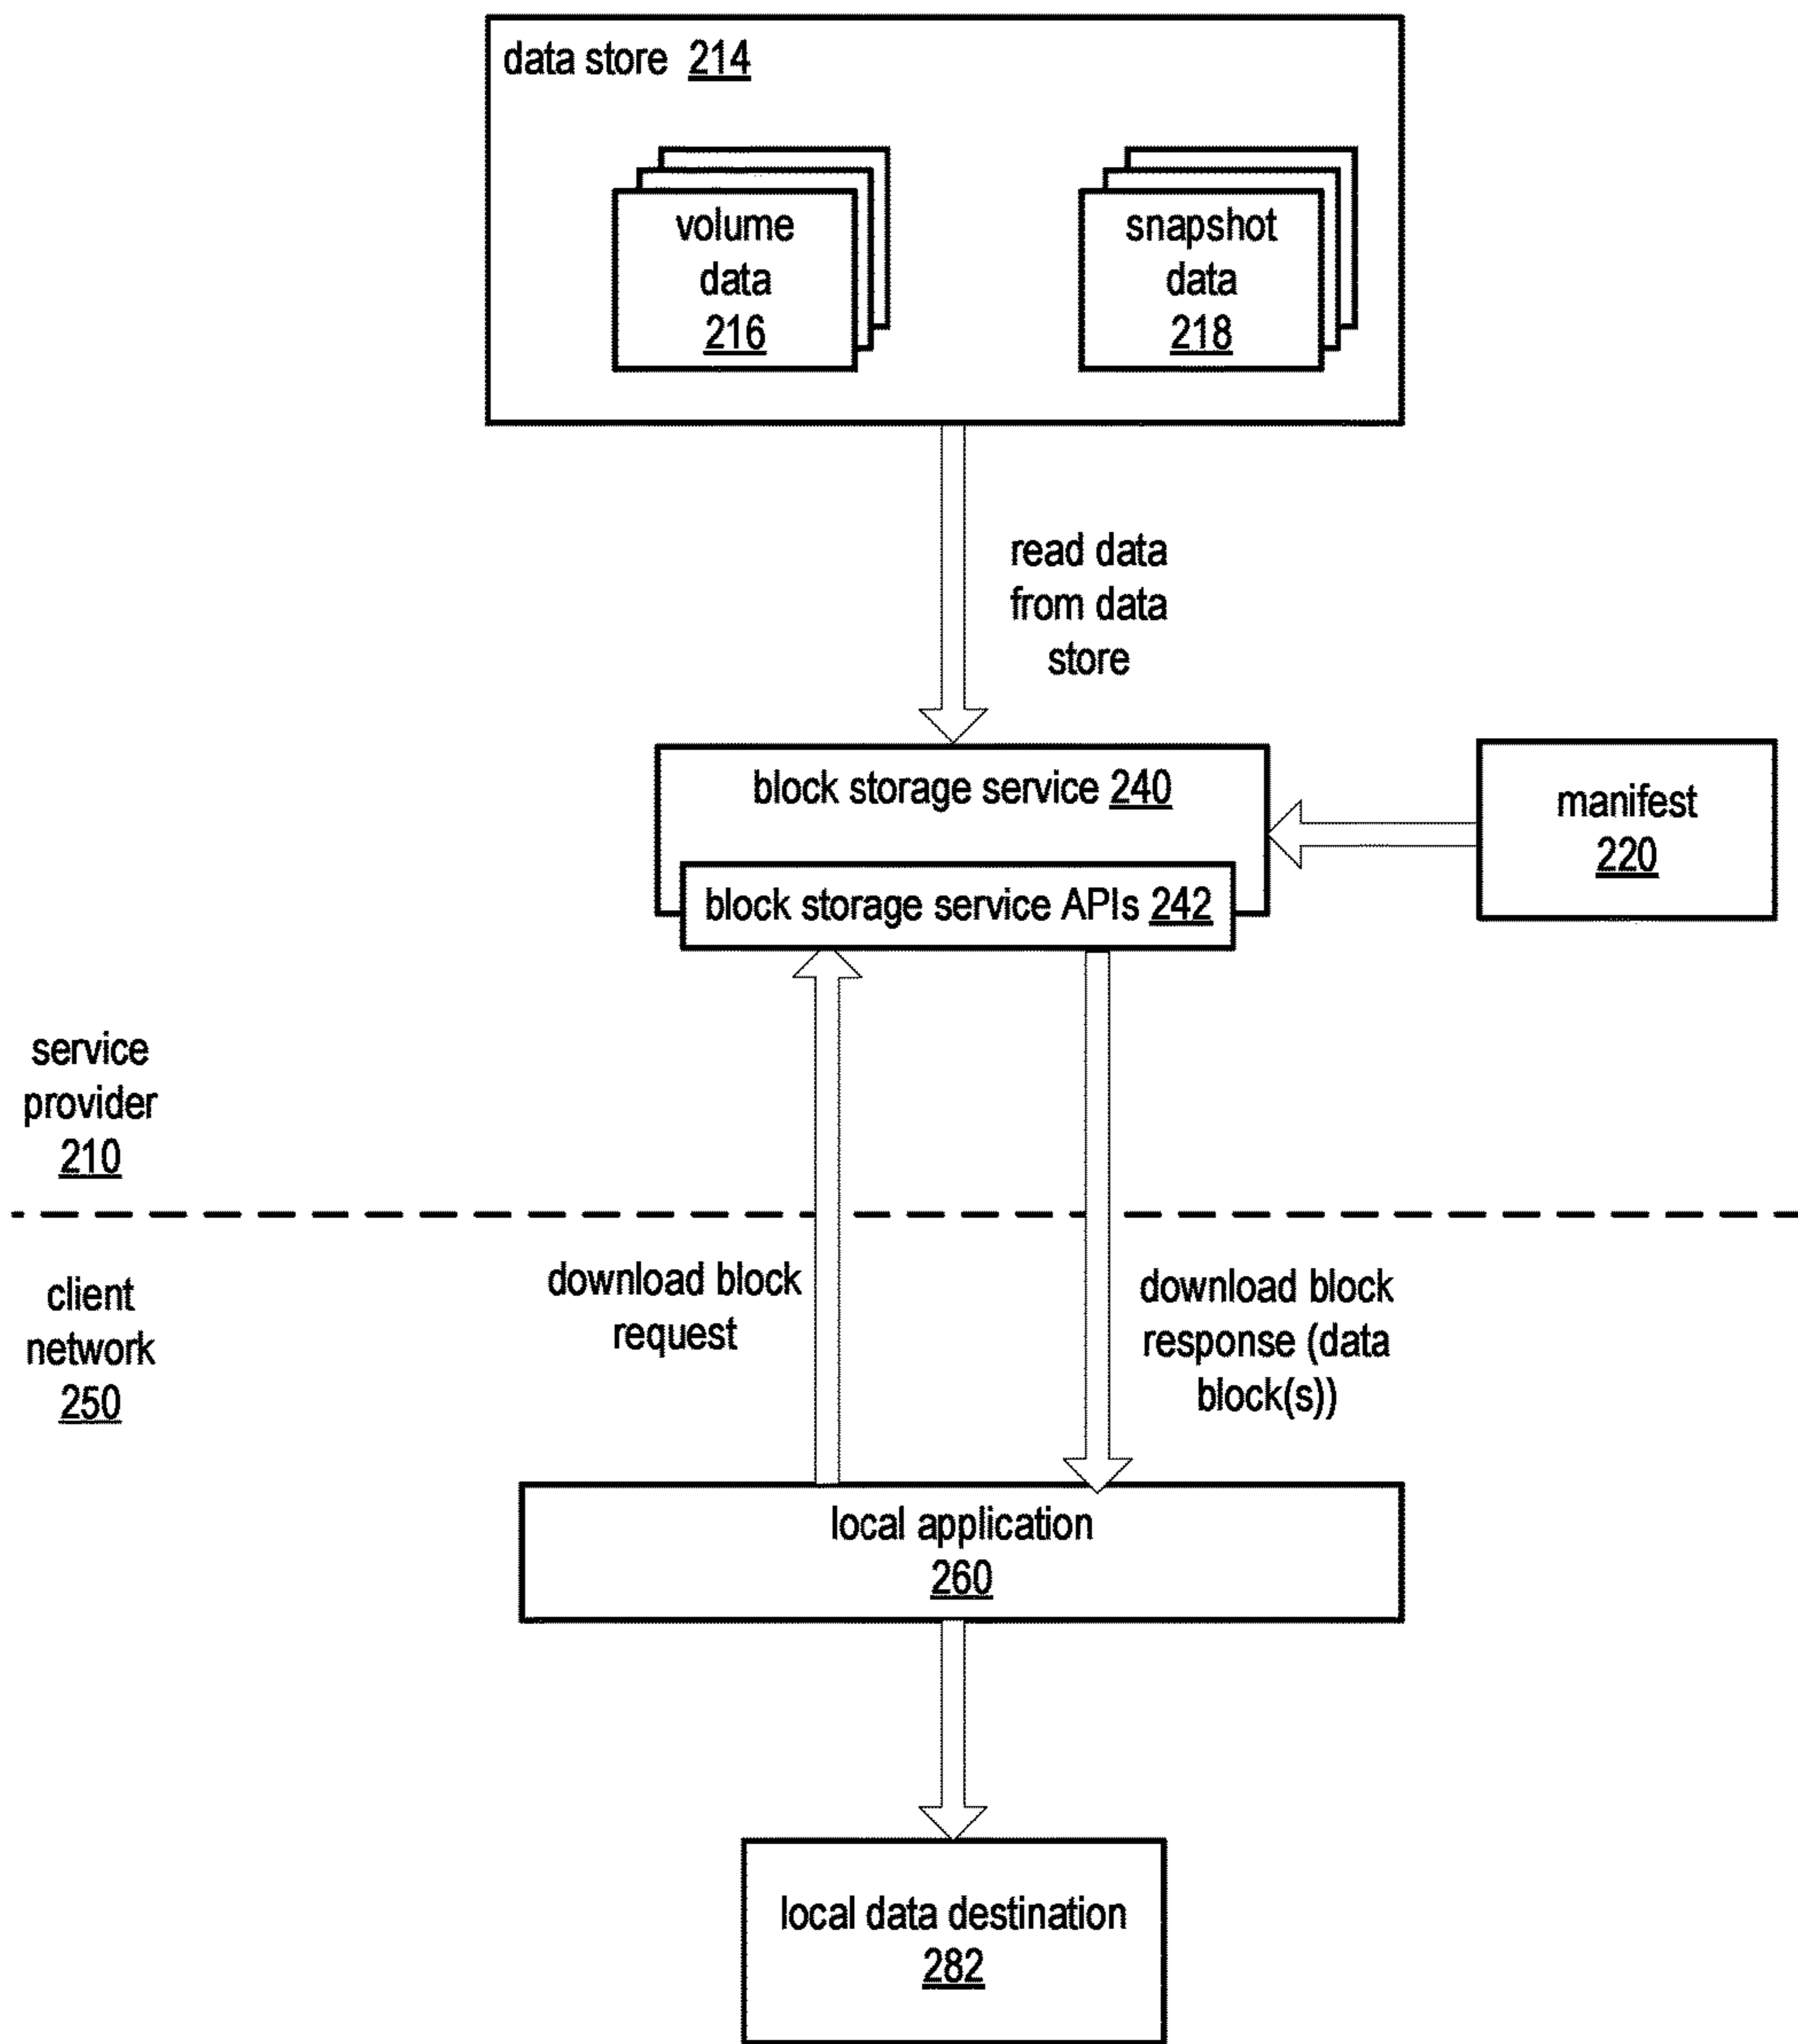 data store 214
volume
data
216
snapshot
data
218
read data
from data
store
block storage service 240
manifest
220
block storage service APIs 242
service
provider
210
client
network
250
download block
request
download block
response (data
block(s))
local application
260
local data destination
282